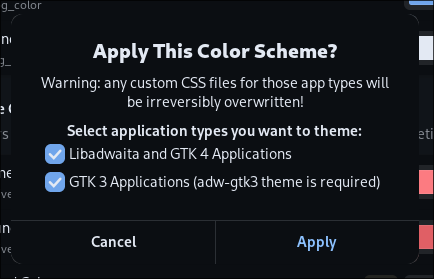 g_color
Apply This Color Scheme?
Warning: any custom CSS files for those app types will
be irreversibly overwritten!
Select application types you want to theme:
Libadwaita and GTK 4 Applications
GTK 3 Applications (adw-gtk3 theme is required)
Cancel
Apply